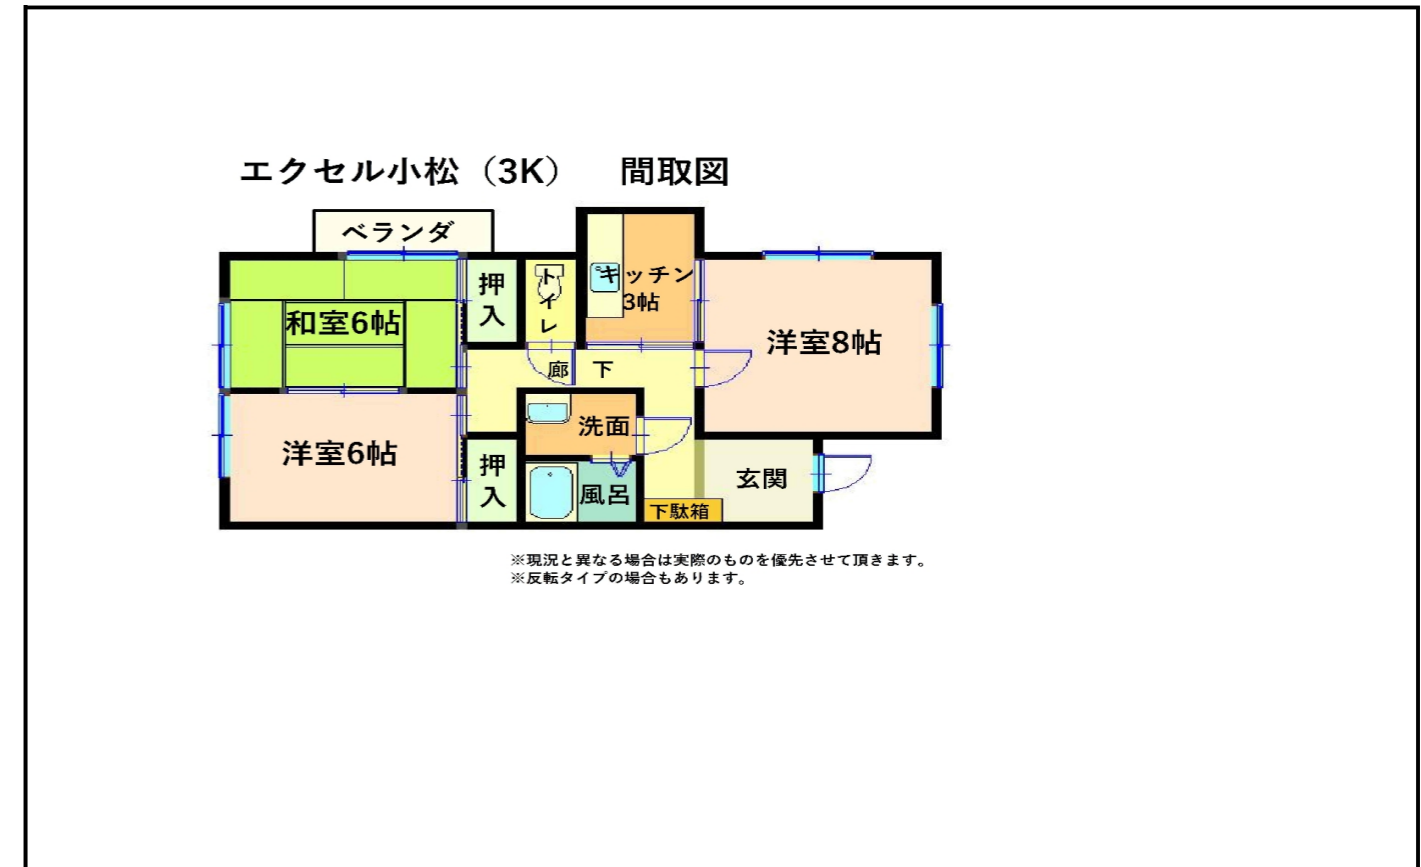 エクセル小松（3K）　間取図
ベランダ
押入
トイレ
キッチン
3帖
和室6帖
洋室8帖
廊下
洗面
洋室6帖
押入
風呂
玄関
下駄箱
※現況と異なる場合は実際のものを優先させて頂きます。
※反転タイプの場合もあります。